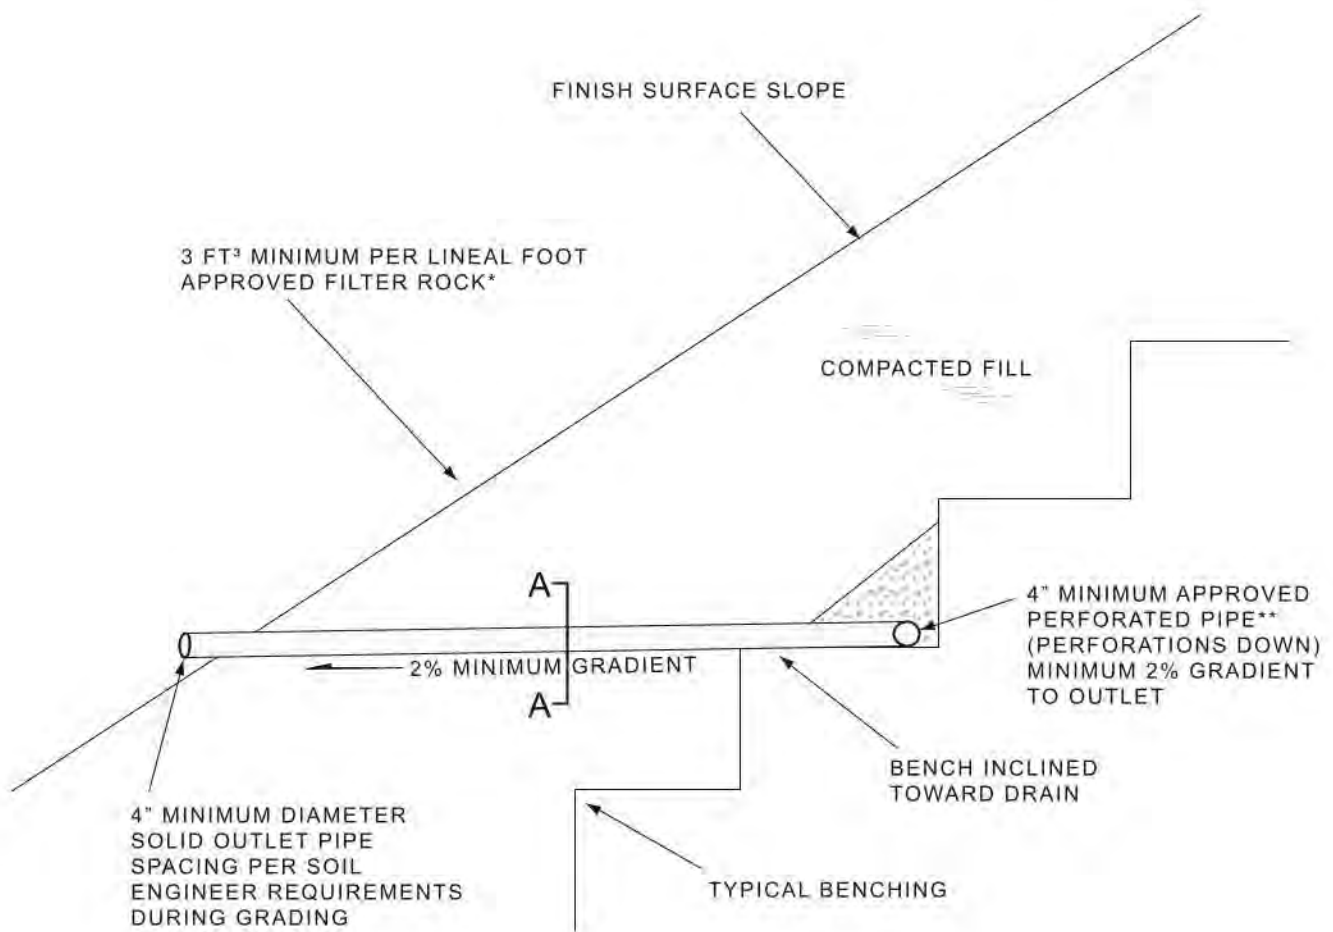 FINISH SURFACE SLOPE
3 FT³ MINIMUM PER LINEAL FOOT
APPROVED FILTER ROCK*
COMPACTED FILL
A
4" MINIMUM APPROVED
PERFORATED PIPE**
(PERFORATIONS DOWN)
MINIMUM 2% GRADIENT
TO OUTLET
2% MINIMUM GRADIENT
A
BENCH INCLINED
TOWARD DRAIN
4" MINIMUM DIAMETER
SOLID OUTLET PIPE
SPACING PER SOIL
ENGINEER REQUIREMENTS
DURING GRADING
TYPICAL BENCHING